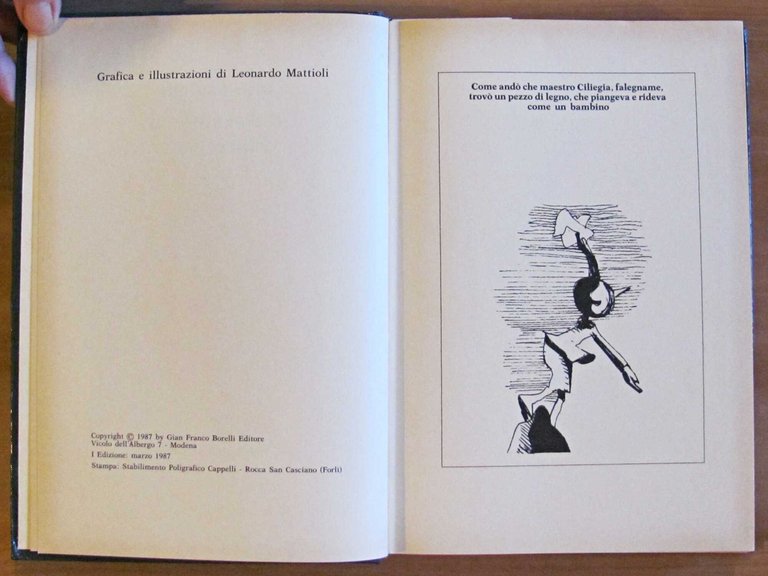 Grafica e illustrazioni di Leonardo Mattioli
Copyright © 1987 by Gian Franco Borelli Editore
Vicolo dell'Albergo 7 - Modena
I Edizione: marzo 1987
Stampa: Stabilimento Poligrafico Cappelli - Rocca San Casciano (Forlì)
Come andò che maestro Ciliegia, falegname,
trovò un pezzo di legno, che piangeva e rideva
come un bambino